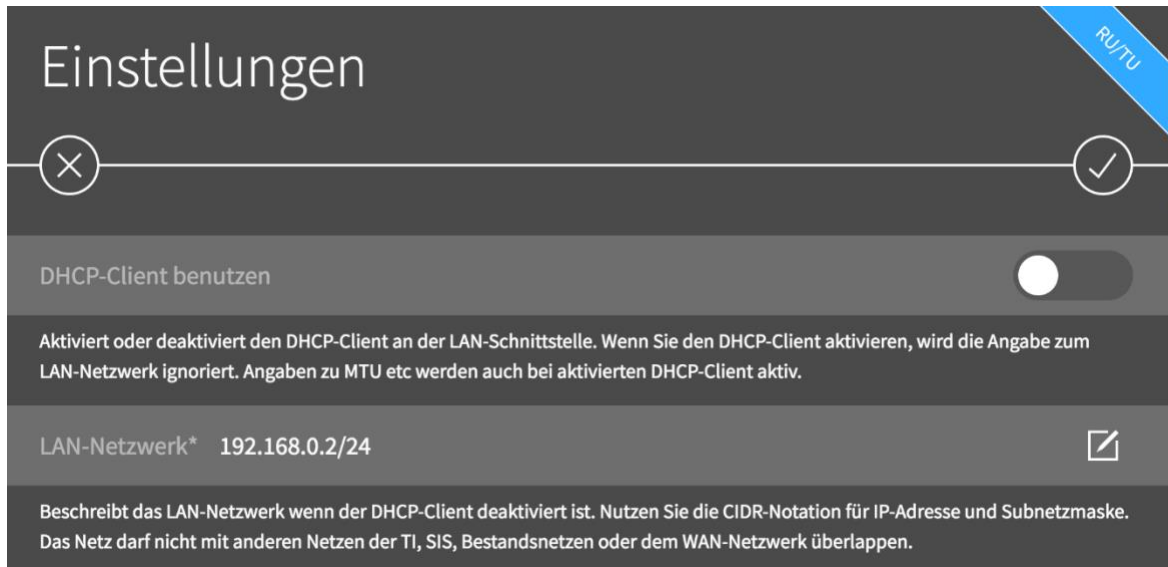 Einstellungen
RU/TU
DHCP-Client benutzen
Aktiviert oder deaktiviert den DHCP-Client an der LAN-Schnittstelle. Wenn Sie den DHCP-Client aktivieren, wird die Angabe zum
LAN-Netzwerk ignoriert. Angaben zu MTU etc werden auch bei aktivierten DHCP-Client aktiv.
LAN-Netzwerk* 192.168.0.2/24
Beschreibt das LAN-Netzwerk wenn der DHCP-Client deaktiviert ist. Nutzen Sie die CIDR-Notation für IP-Adresse und Subnetzmaske.
Das Netz darf nicht mit anderen Netzen der TI, SIS, Bestandsnetzen oder dem WAN-Netzwerk überlappen.